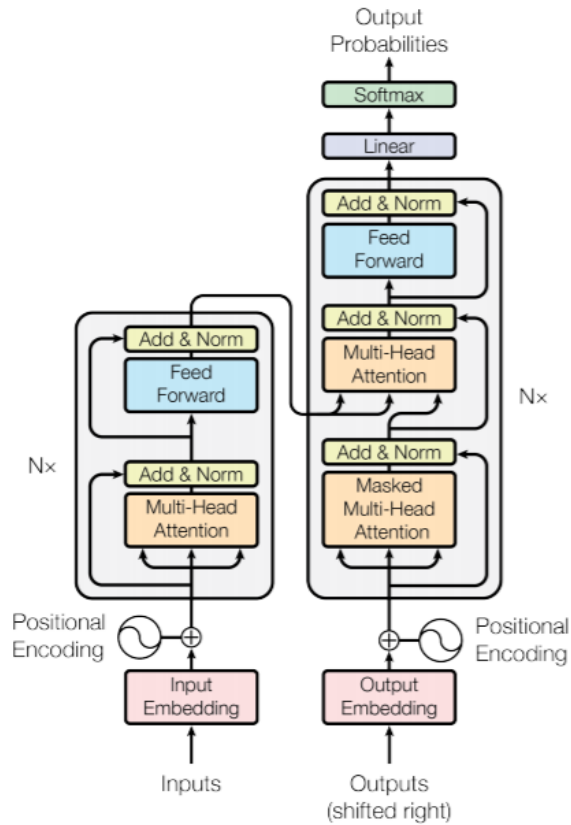 Output
Probabilities
Softmax
Linear
Add & Norm
Feed
Forward
Add & Norm
Multi-Head
Attention
Add & Norm
Masked
Multi-Head
Attention
N×
Add & Norm
Feed
Forward
N×
Add & Norm
Multi-Head
Attention
Positional
Encoding
Positional
Encoding
Input
Embedding
Output
Embedding
Inputs
Outputs
(shifted right)